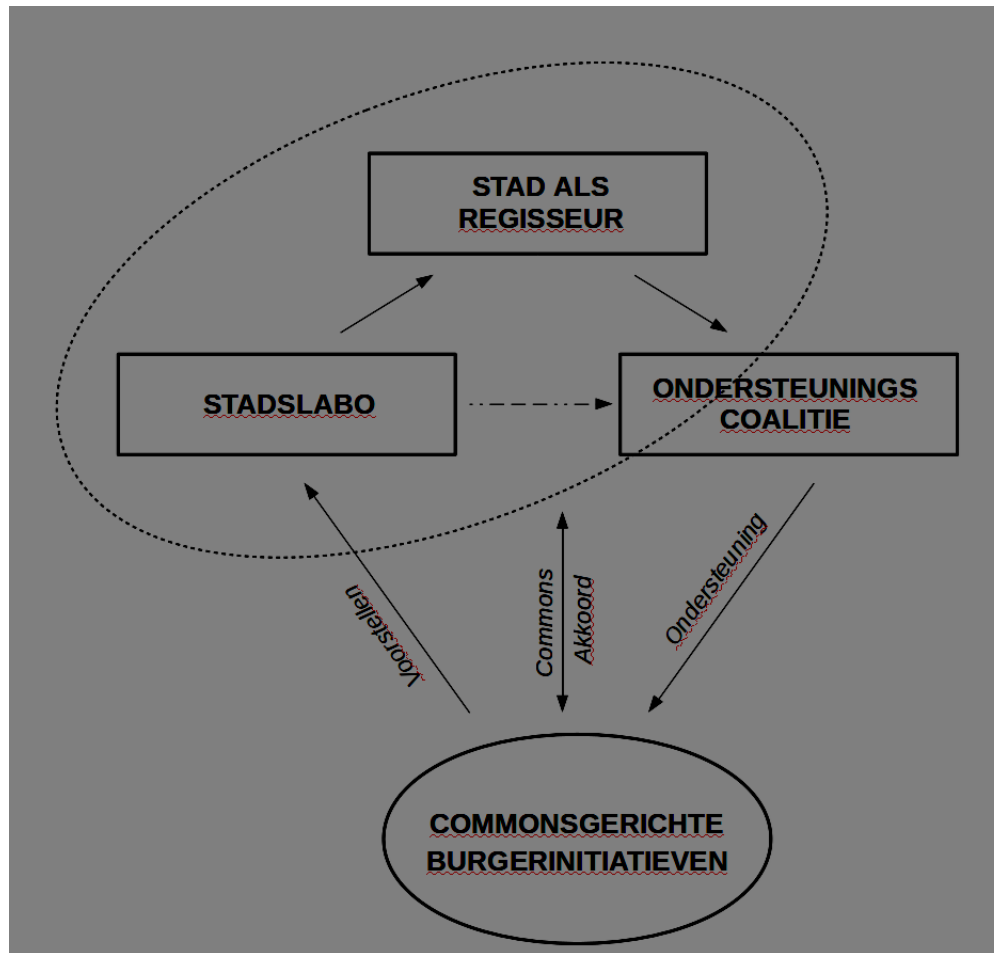 STAD ALS
REGISSEUR
STADSLABO
ONDERSTEUNINGS
COALITIE
Voorstellen
Commons
Akkoord
Ondersteuning
COMMONSGERICHTE
BURGERINITIATIEVEN